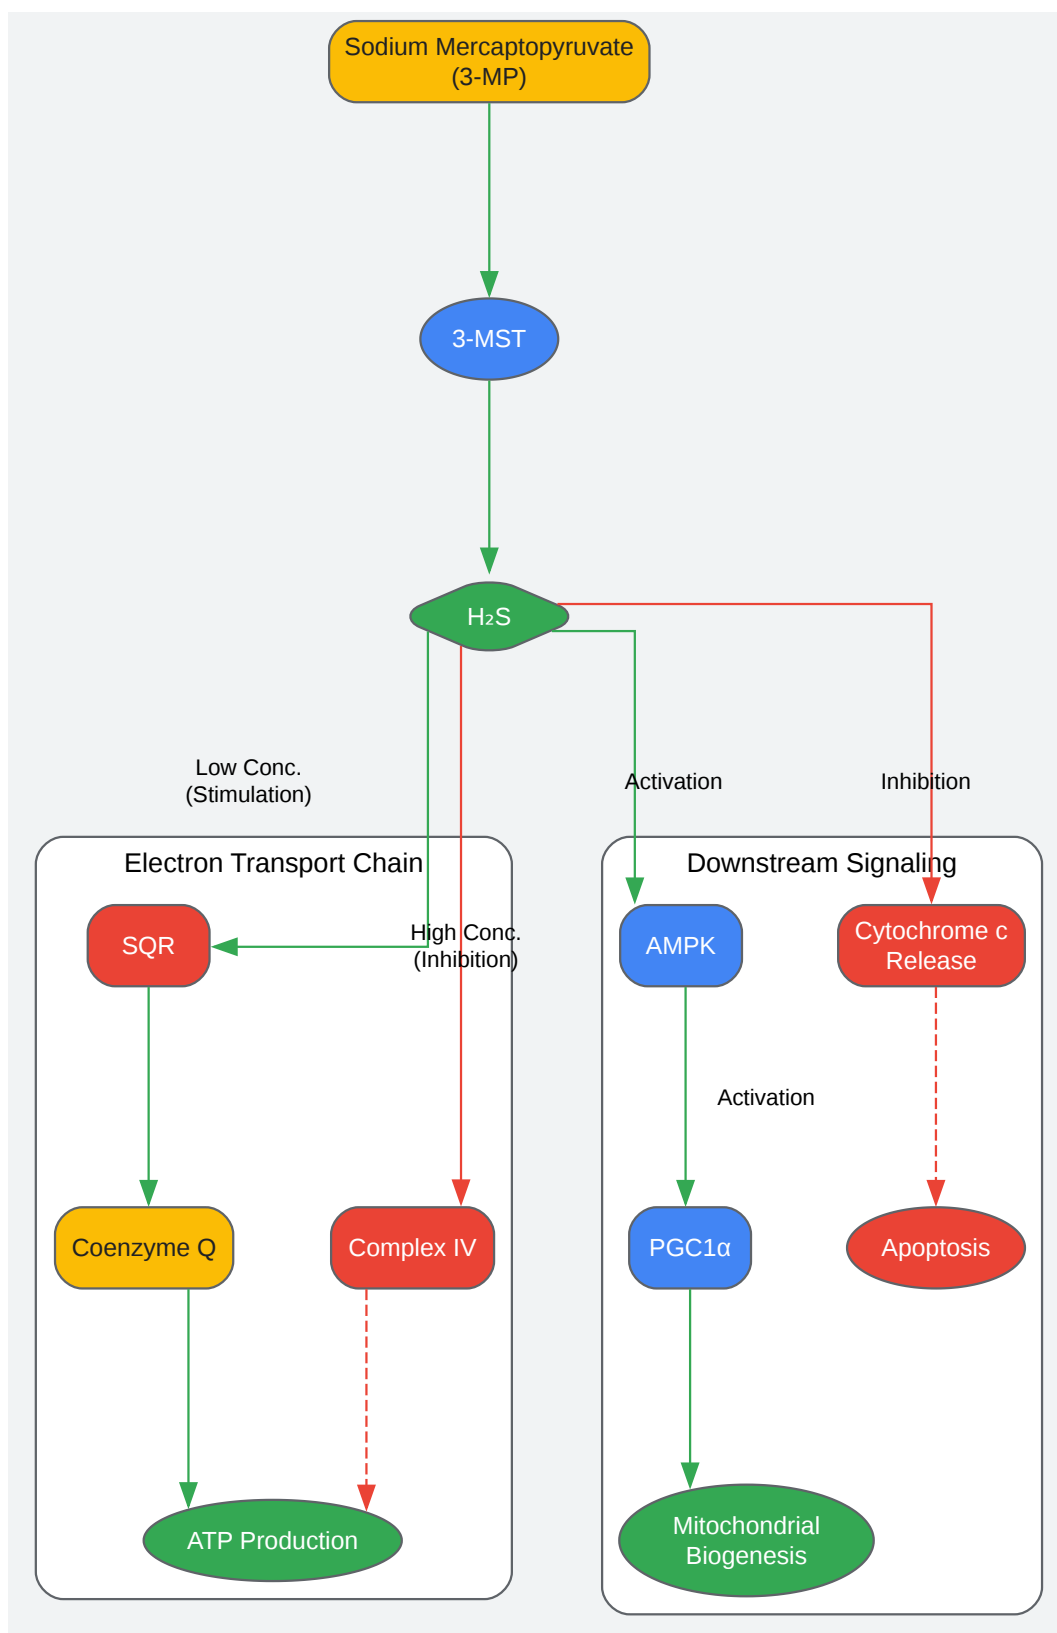 Sodium Mercaptopyruvate
(3-MP)
3-MST
H₂S
Low Conc.
(Stimulation)
Activation
Inhibition
Electron Transport Chain
Downstream Signaling
SQR
High Conc.
(Inhibition)
AMPK
Cytochrome c
Release
Activation
Coenzyme Q
Complex IV
PGC1α
Apoptosis
ATP Production
Mitochondrial
Biogenesis